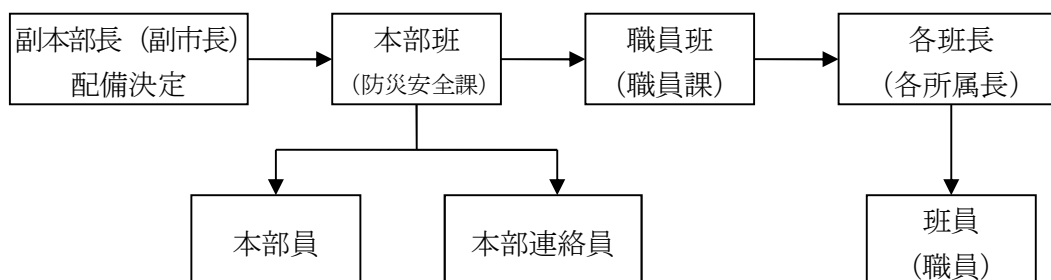 副本部長（副市長）
配備決定
本部班
（防災安全課）
職員班
（職員課）
各班長
（各所属長）
本部員
本部連絡員
班員
（職員）